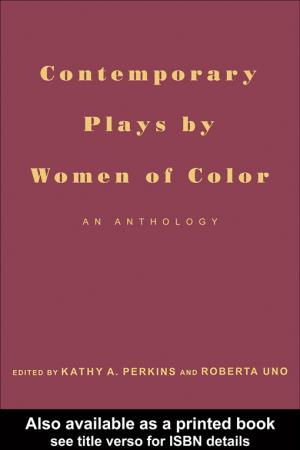 Contemporary
Plays by
Women of Color
AN ANTHOLOGY
EDITED BY KATHY A. PERKINS AND ROBERTA UNO
Also available as a printed book
see title verso for ISBN details